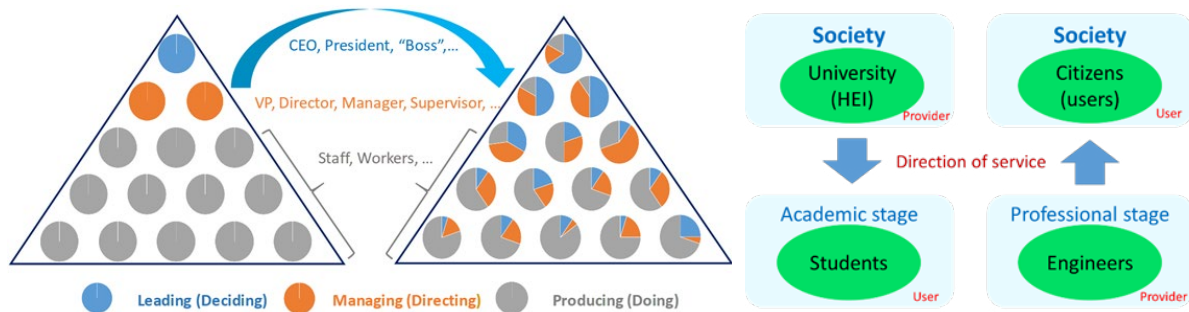 CEO, President, “Boss”,...
VP, Director, Manager, Supervisor, ...
Staff, Workers, ...
Leading (Deciding)
Managing (Directing)
Producing (Doing)
Society
University
(HEI)
Provider
Society
Citizens
(users)
User
Direction of service
Academic stage
Students
User
Professional stage
Engineers
Provider